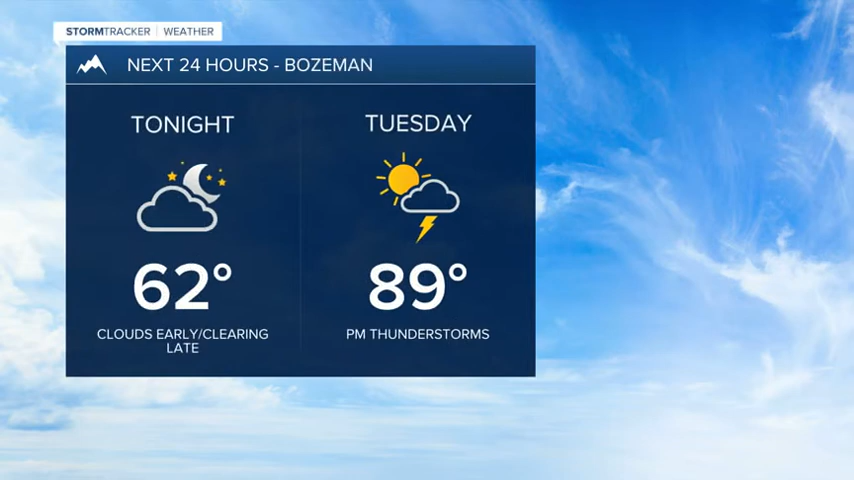 STORMTRACKER | WEATHER
NEXT 24 HOURS - BOZEMAN
TONIGHT
62°
CLOUDS EARLY/CLEARING
LATE
TUESDAY
89°
PM THUNDERSTORMS